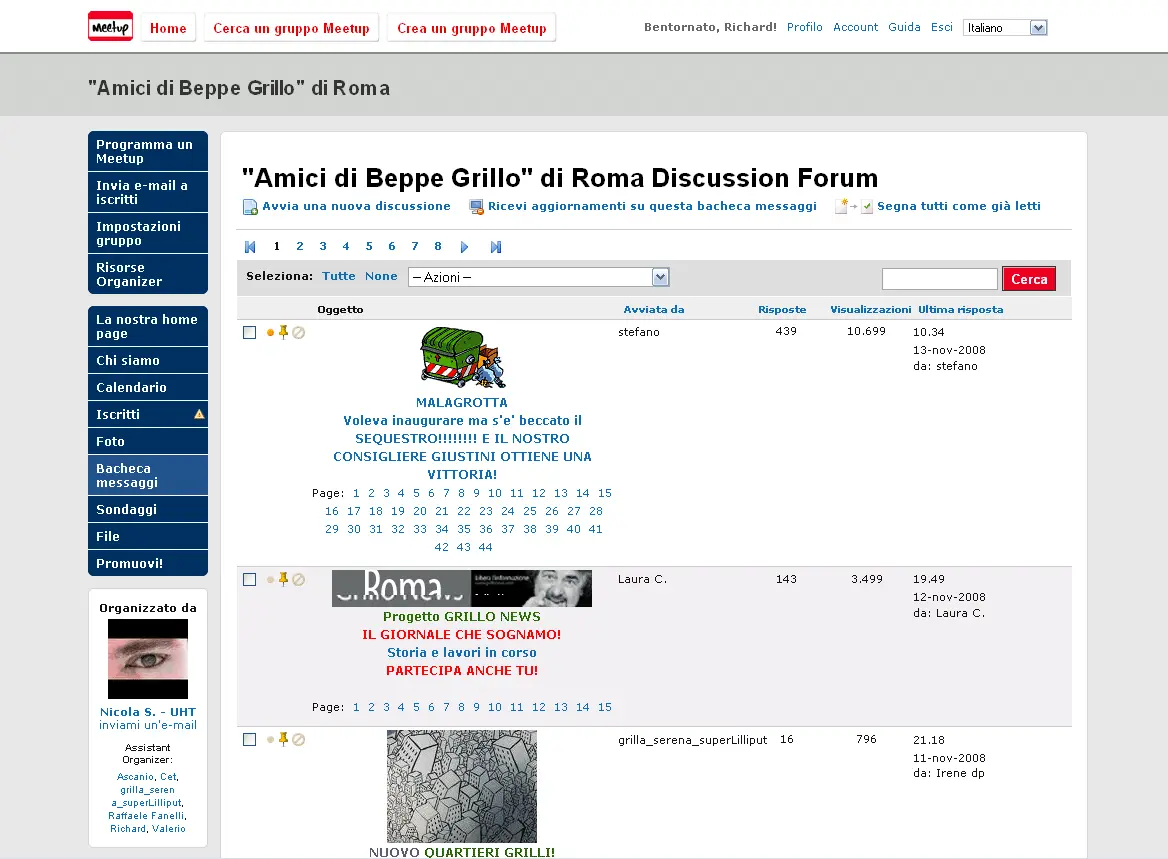 Meetup Home Cerca un gruppo Meetup Crea un gruppo Meetup Bentornato, Richard! Profilo Account Guida Esci Italiano
"Amici di Beppe Grillo" di Roma
Programma un
Meetup
Invia e-mail a
iscritti
Impostazioni
gruppo
Risorse
Organizer
La nostra home
page
Chi siamo
Calendario
Iscritti
Foto
Bacheca
messaggi
Sondaggi
File
Promuovi!
Organizzato da
Nicola S. - UHT
inviami un'e-mail
Assistant
Organizer:
Ascanio, Cet,
grilla_seren
a_superLilliput,
Raffaele Fanelli,
Richard, Valerio
"Amici di Beppe Grillo" di Roma Discussion Forum
Avvia una nuova discussione Ricevi aggiornamenti su questa bacheca messaggi Segna tutti come già letti
1 2 3 4 5 6 7 8
Seleziona: Tutte None -- Azioni -- Cerca
Oggetto Avviata da Risposte Visualizzazioni Ultima risposta
stefano 439 10.699 10.34
13-nov-2008
da: stefano
MALAGROTTA
Voleva inaugurare ma s'e' beccato il
SEQUESTRO!!!!!!!! E IL NOSTRO
CONSIGLIERE GIUSTINI OTTIENE UNA
VITTORIA!
Page: 1 2 3 4 5 6 7 8 9 10 11 12 13 14 15
16 17 18 19 20 21 22 23 24 25 26 27 28
29 30 31 32 33 34 35 36 37 38 39 40 41
42 43 44
Roma libera l'informazione
Laura C. 143 3.499 19.49
12-nov-2008
da: Laura C.
Progetto GRILLO NEWS
IL GIORNALE CHE SOGNAMO!
Storia e lavori in corso
PARTECIPA ANCHE TU!
Page: 1 2 3 4 5 6 7 8 9 10 11 12 13 14 15
grilla_serena_superLilliput 16 796 21.18
11-nov-2008
da: Irene dp
NUOVO QUARTIERI GRILLI!